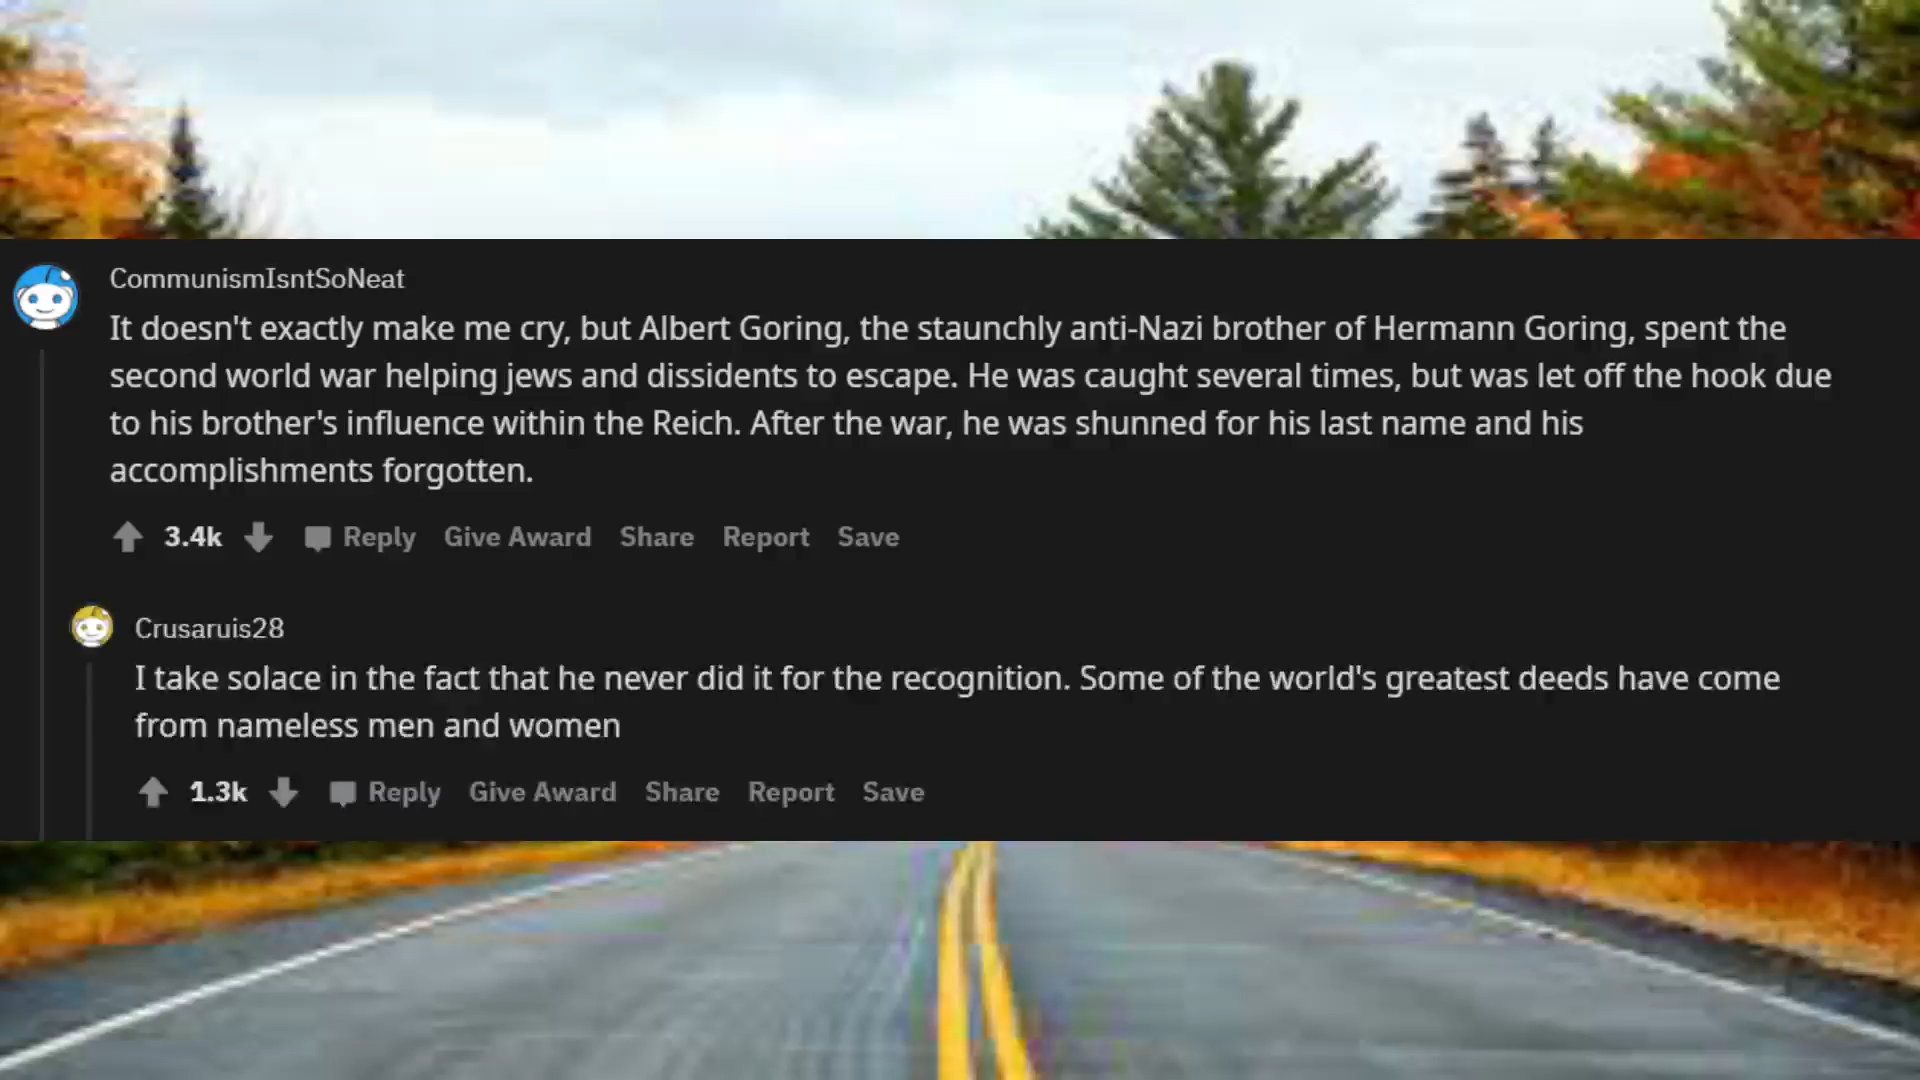 CommunismIsntSoNeat
It doesn't exactly make me cry, but Albert Goring, the staunchly anti-Nazi brother of Hermann Goring, spent the
second world war helping jews and dissidents to escape. He was caught several times, but was let off the hook due
to his brother's influence within the Reich. After the war, he was shunned for his last name and his
accomplishments forgotten.
3.4k Reply Give Award Share Report Save
Crusaruis28
I take solace in the fact that he never did it for the recognition. Some of the world's greatest deeds have come
from nameless men and women
1.3k Reply Give Award Share Report Save